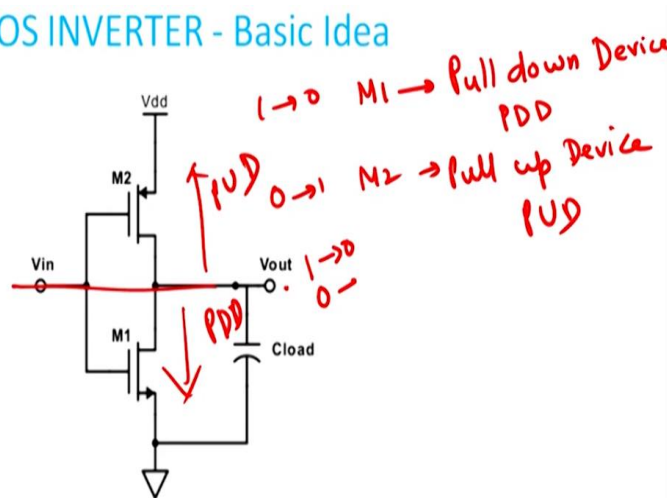 OS INVERTER - Basic Idea
1→0 M1 → Pull down Device
PDD
0→1 M2 → Pull up Device
PUD
Vdd
M2
PUD
Vin
Vout 1→0
0-
M1
PDD
Cload